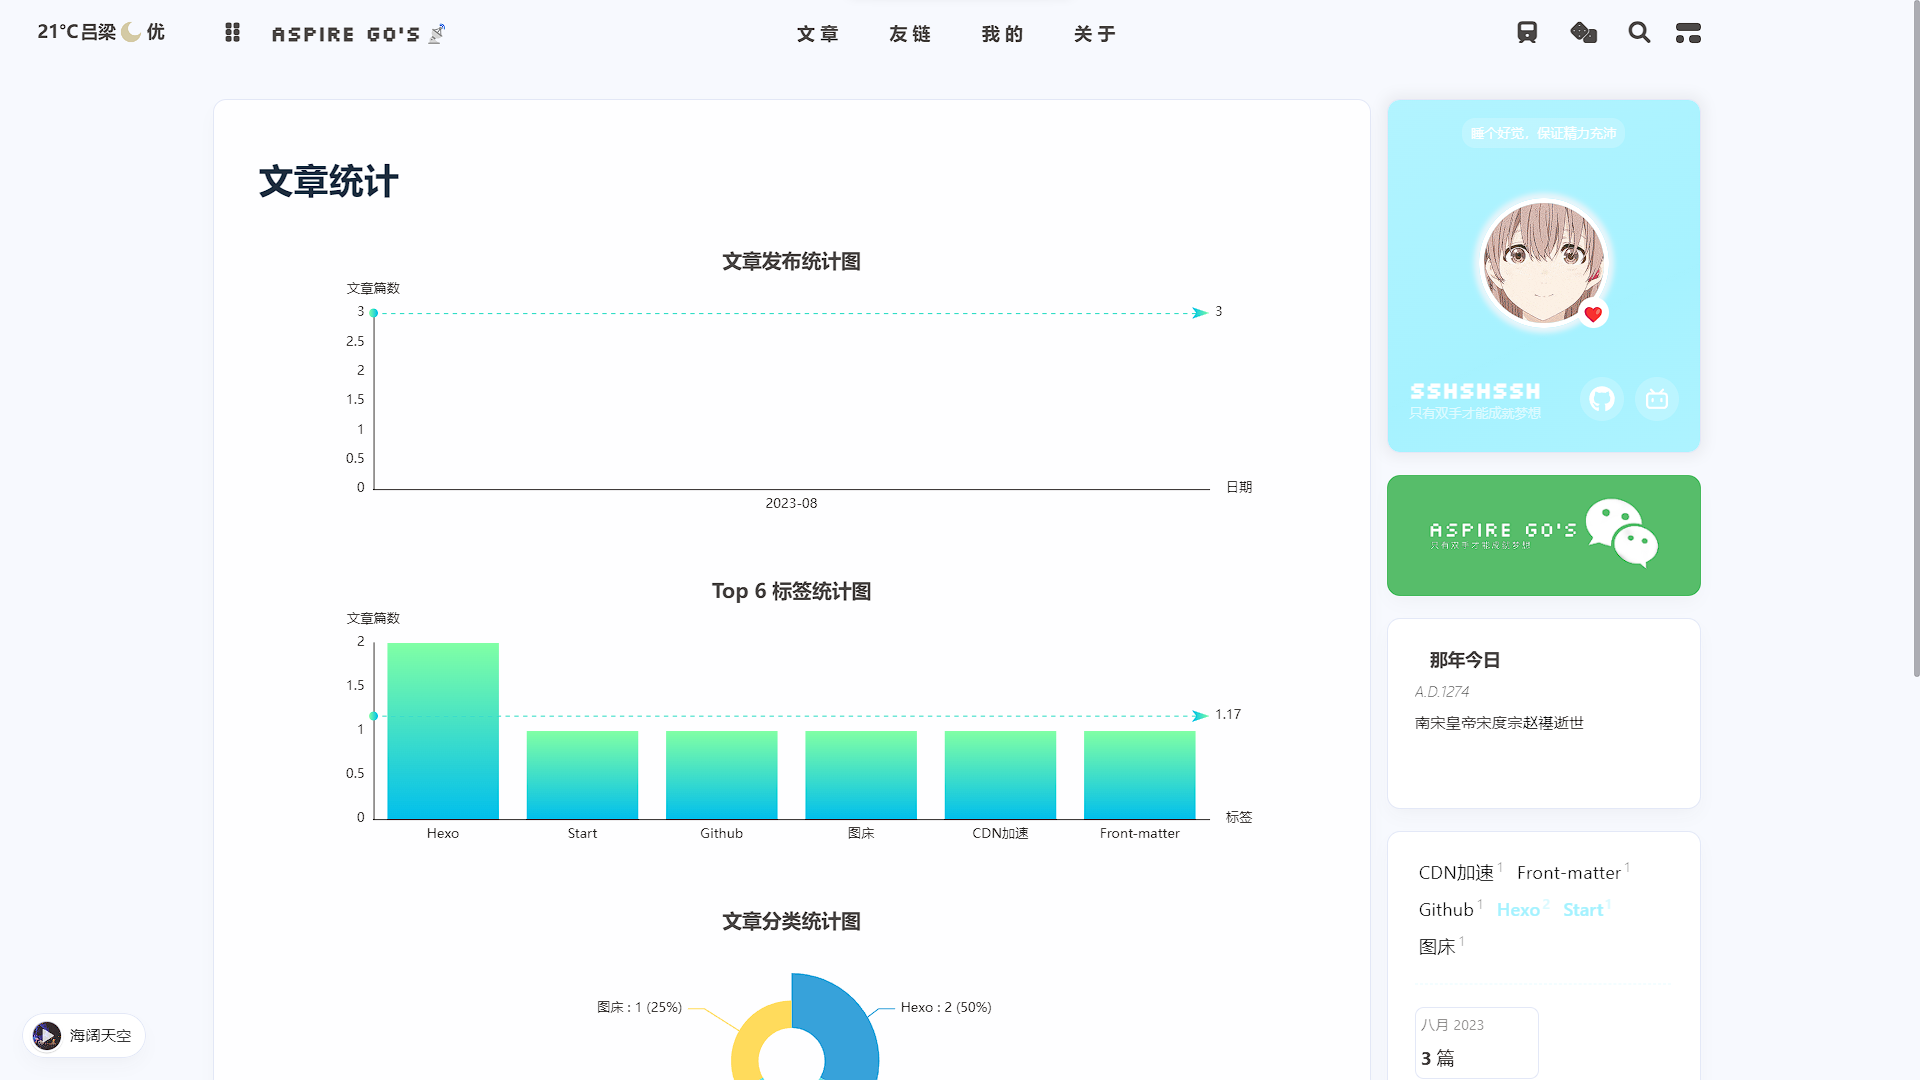 21°C吕梁 优
ASPIRE GO'S
文章
友链
我的
关于
文章统计
文章发布统计图
文章篇数
3
3
2.5
2
1.5
1
0.5
0
日期
2023-08
Top 6 标签统计图
文章篇数
2
1.5
1.17
1
0.5
0
标签
Hexo
Start
Github
图床
CDN加速
Front-matter
文章分类统计图
图床 : 1 (25%)
Hexo : 2 (50%)
睡个好觉，保证精力充沛
SSHSHSSH
只有双手才能成就梦想
ASPIRE GO'S
只有双手才能成就梦想
那年今日
A.D.1274
南宋皇帝宋度宗赵禥逝世
CDN加速 1 Front-matter 1
Github 1 Hexo 2 Start 1
图床 1
八月 2023
3 篇
海阔天空